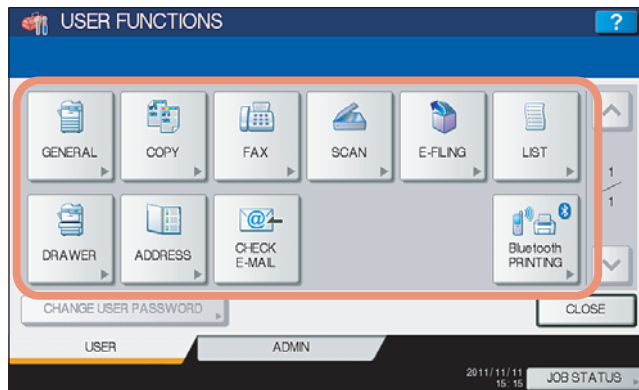 USER FUNCTIONS
?
GENERAL
COPY
FAX
SCAN
E-FILING
LIST
1
1
DRAWER
ADDRESS
@
CHECK
E-MAIL
Bluetooth
PRINTING
CHANGE USER PASSWORD
CLOSE
USER
ADMIN
2011/11/11
15:15
JOB STATUS